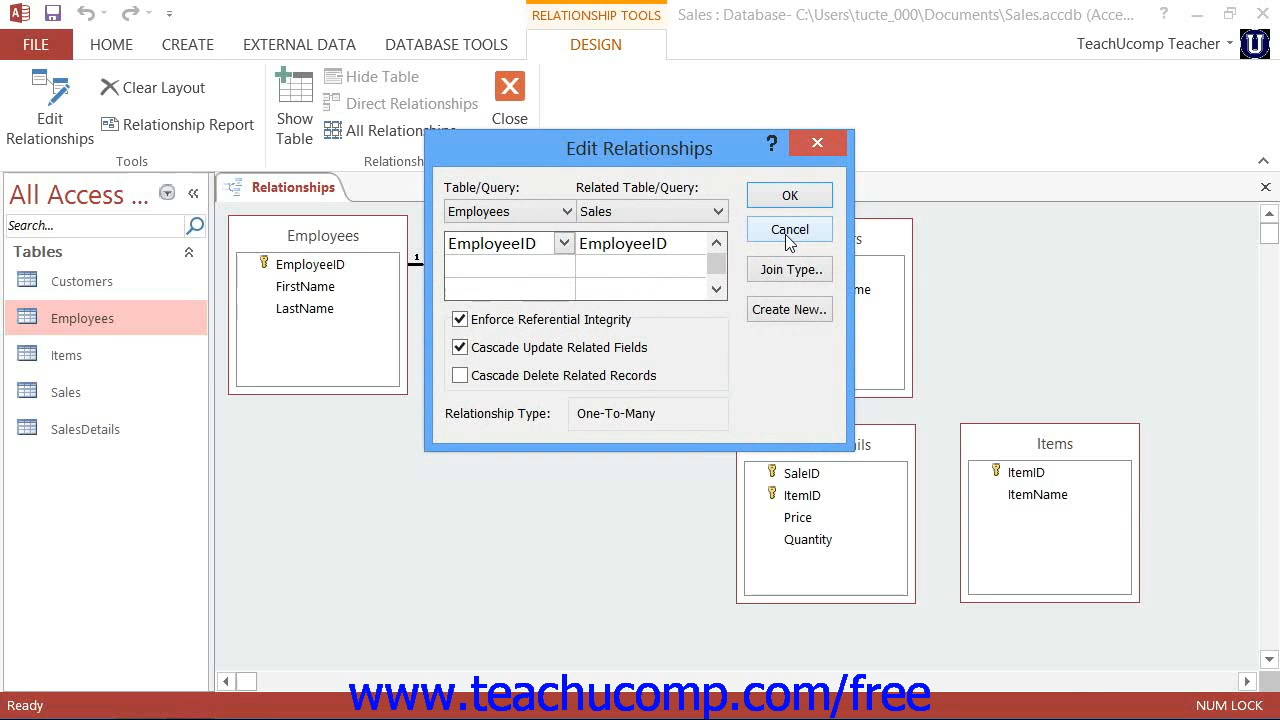 RELATIONSHIP TOOLS
Sales : Database- C:\Users\tucte_000\Documents\Sales.accdb (Acce...
?
FILE
HOME
CREATE
EXTERNAL DATA
DATABASE TOOLS
DESIGN
TeachUcomp Teacher
U
Edit
Relationships
Clear Layout
Relationship Report
Tools
Show
Table
Hide Table
Direct Relationships
All Relationships
Close
Relatio
All Access ...
Search...
Tables
Customers
Employees
Items
Sales
SalesDetails
Relationships
Employees
EmployeeID
FirstName
LastName
1
Edit Relationships
?
Table/Query:
Related Table/Query:
Employees
Sales
EmployeeID
EmployeeID
Enforce Referential Integrity
Cascade Update Related Fields
Cascade Delete Related Records
Relationship Type:
One-To-Many
OK
Cancel
Join Type..
Create New..
rs
me
ils
SaleID
ItemID
Price
Quantity
Items
ItemID
ItemName
www.teachucomp.com/free
Ready
NUM LOCK